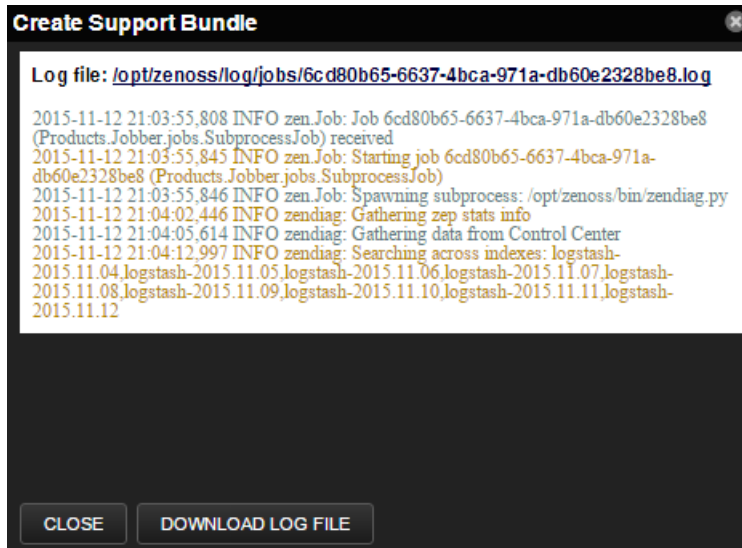 Create Support Bundle
Log file: /opt/zenoss/log/jobs/6cd80b65-6637-4bca-971a-db60e2328be8.log
2015-11-12 21:03:55,808 INFO zen.Job: Job 6cd80b65-6637-4bca-971a-db60e2328be8
(Products.Jobber.jobs.SubprocessJob) received
2015-11-12 21:03:55,845 INFO zen.Job: Starting job 6cd80b65-6637-4bca-971a-
db60e2328be8 (Products.Jobber.jobs.SubprocessJob)
2015-11-12 21:03:55,846 INFO zen.Job: Spawning subprocess: /opt/zenoss/bin/zendiag.py
2015-11-12 21:04:02,446 INFO zendiag: Gathering zep stats info
2015-11-12 21:04:05,614 INFO zendiag: Gathering data from Control Center
2015-11-12 21:04:12,997 INFO zendiag: Searching across indexes: logstash-
2015.11.04,logstash-2015.11.05,logstash-2015.11.06,logstash-2015.11.07,logstash-
2015.11.08,logstash-2015.11.09,logstash-2015.11.10,logstash-2015.11.11,logstash-
2015.11.12
CLOSE
DOWNLOAD LOG FILE